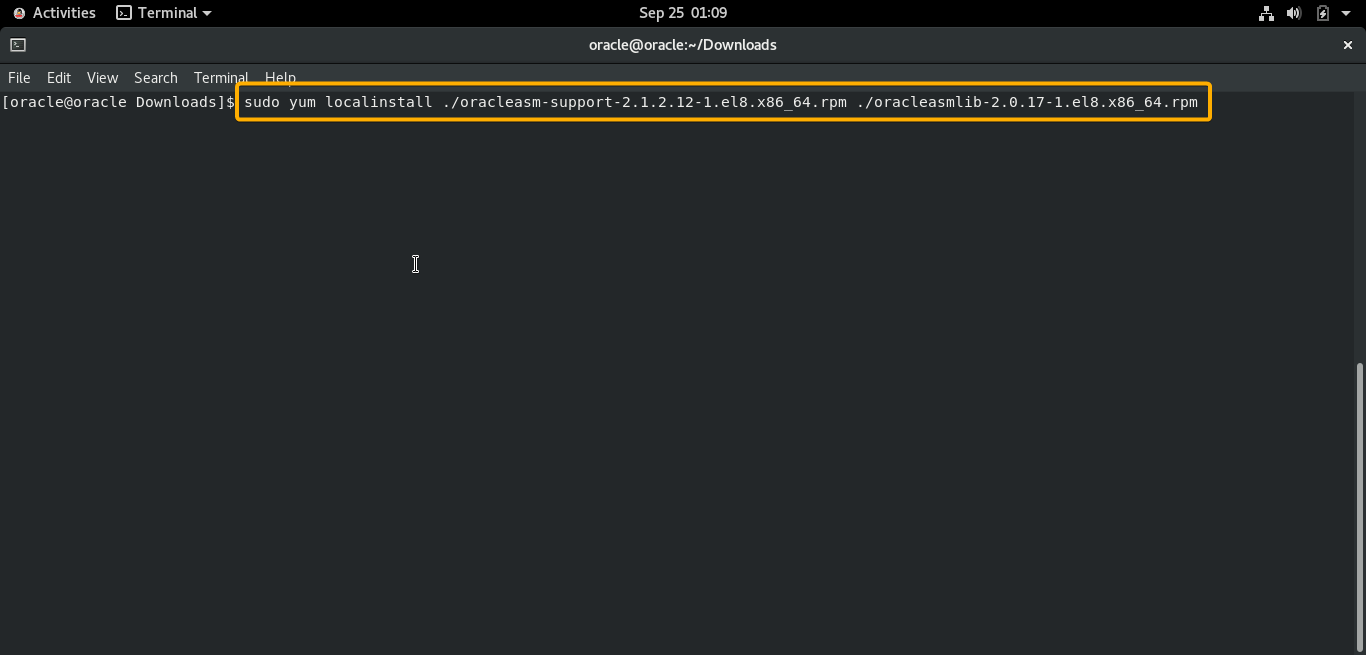 Activities Terminal Sep 25 01:09
oracle@oracle:~/Downloads
File Edit View Search Terminal Help
[oracle@oracle Downloads]$ sudo yum localinstall ./oracleasm-support-2.1.2.12-1.el8.x86_64.rpm ./oracleasmlib-2.0.17-1.el8.x86_64.rpm